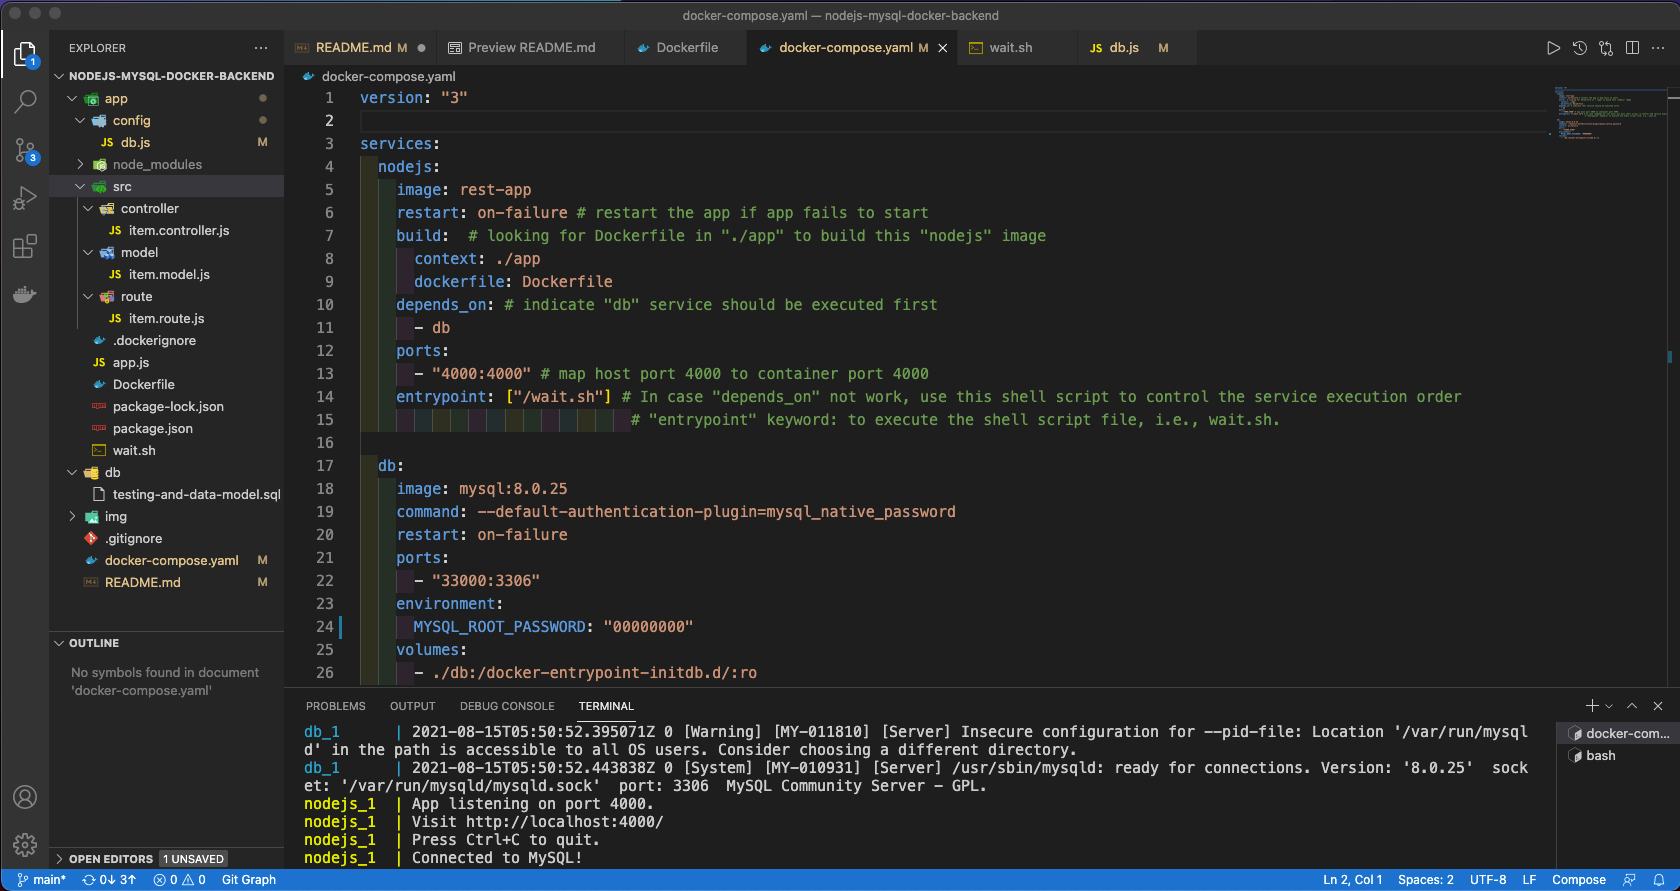 docker-compose.yaml — nodejs-mysql-docker-backend
EXPLORER
README.md M
Preview README.md
Dockerfile
docker-compose.yaml M
wait.sh
JS db.js M
1
NODEJS-MYSQL-DOCKER-BACKEND
app
config
JS db.js M
node_modules
src
controller
JS item.controller.js
model
JS item.model.js
route
JS item.route.js
.dockerignore
JS app.js
Dockerfile
package-lock.json
package.json
wait.sh
db
testing-and-data-model.sql
img
.gitignore
docker-compose.yaml M
README.md M
3
OUTLINE
No symbols found in document
'docker-compose.yaml'
OPEN EDITORS 1 UNSAVED
docker-compose.yaml
1 version: "3"
2
3 services:
4 nodejs:
5 image: rest-app
6 restart: on-failure # restart the app if app fails to start
7 build:  # looking for Dockerfile in "./app" to build this "nodejs" image
8 context: ./app
9 dockerfile: Dockerfile
10 depends_on: # indicate "db" service should be executed first
11 - db
12 ports:
13 - "4000:4000" # map host port 4000 to container port 4000
14 entrypoint: ["/wait.sh"] # In case "depends_on" not work, use this shell script to control the service execution order
15 # "entrypoint" keyword: to execute the shell script file, i.e., wait.sh.
16
17 db:
18 image: mysql:8.0.25
19 command: --default-authentication-plugin=mysql_native_password
20 restart: on-failure
21 ports:
22 - "33000:3306"
23 environment:
24 MYSQL_ROOT_PASSWORD: "00000000"
25 volumes:
26 - ./db:/docker-entrypoint-initdb.d/:ro
PROBLEMS OUTPUT DEBUG CONSOLE TERMINAL
db_1 | 2021-08-15T05:50:52.395071Z 0 [Warning] [MY-011810] [Server] Insecure configuration for --pid-file: Location '/var/run/mysql
d' in the path is accessible to all OS users. Consider choosing a different directory.
db_1 | 2021-08-15T05:50:52.443838Z 0 [System] [MY-010931] [Server] /usr/sbin/mysqld: ready for connections. Version: '8.0.25'  sock
et: '/var/run/mysqld/mysqld.sock'  port: 3306  MySQL Community Server - GPL.
nodejs_1 | App listening on port 4000.
nodejs_1 | Visit http://localhost:4000/
nodejs_1 | Press Ctrl+C to quit.
nodejs_1 | Connected to MySQL!
docker-com...
bash
main* 0↓ 3↑ 0 0 Git Graph
Ln 2, Col 1 Spaces: 2 UTF-8 LF Compose